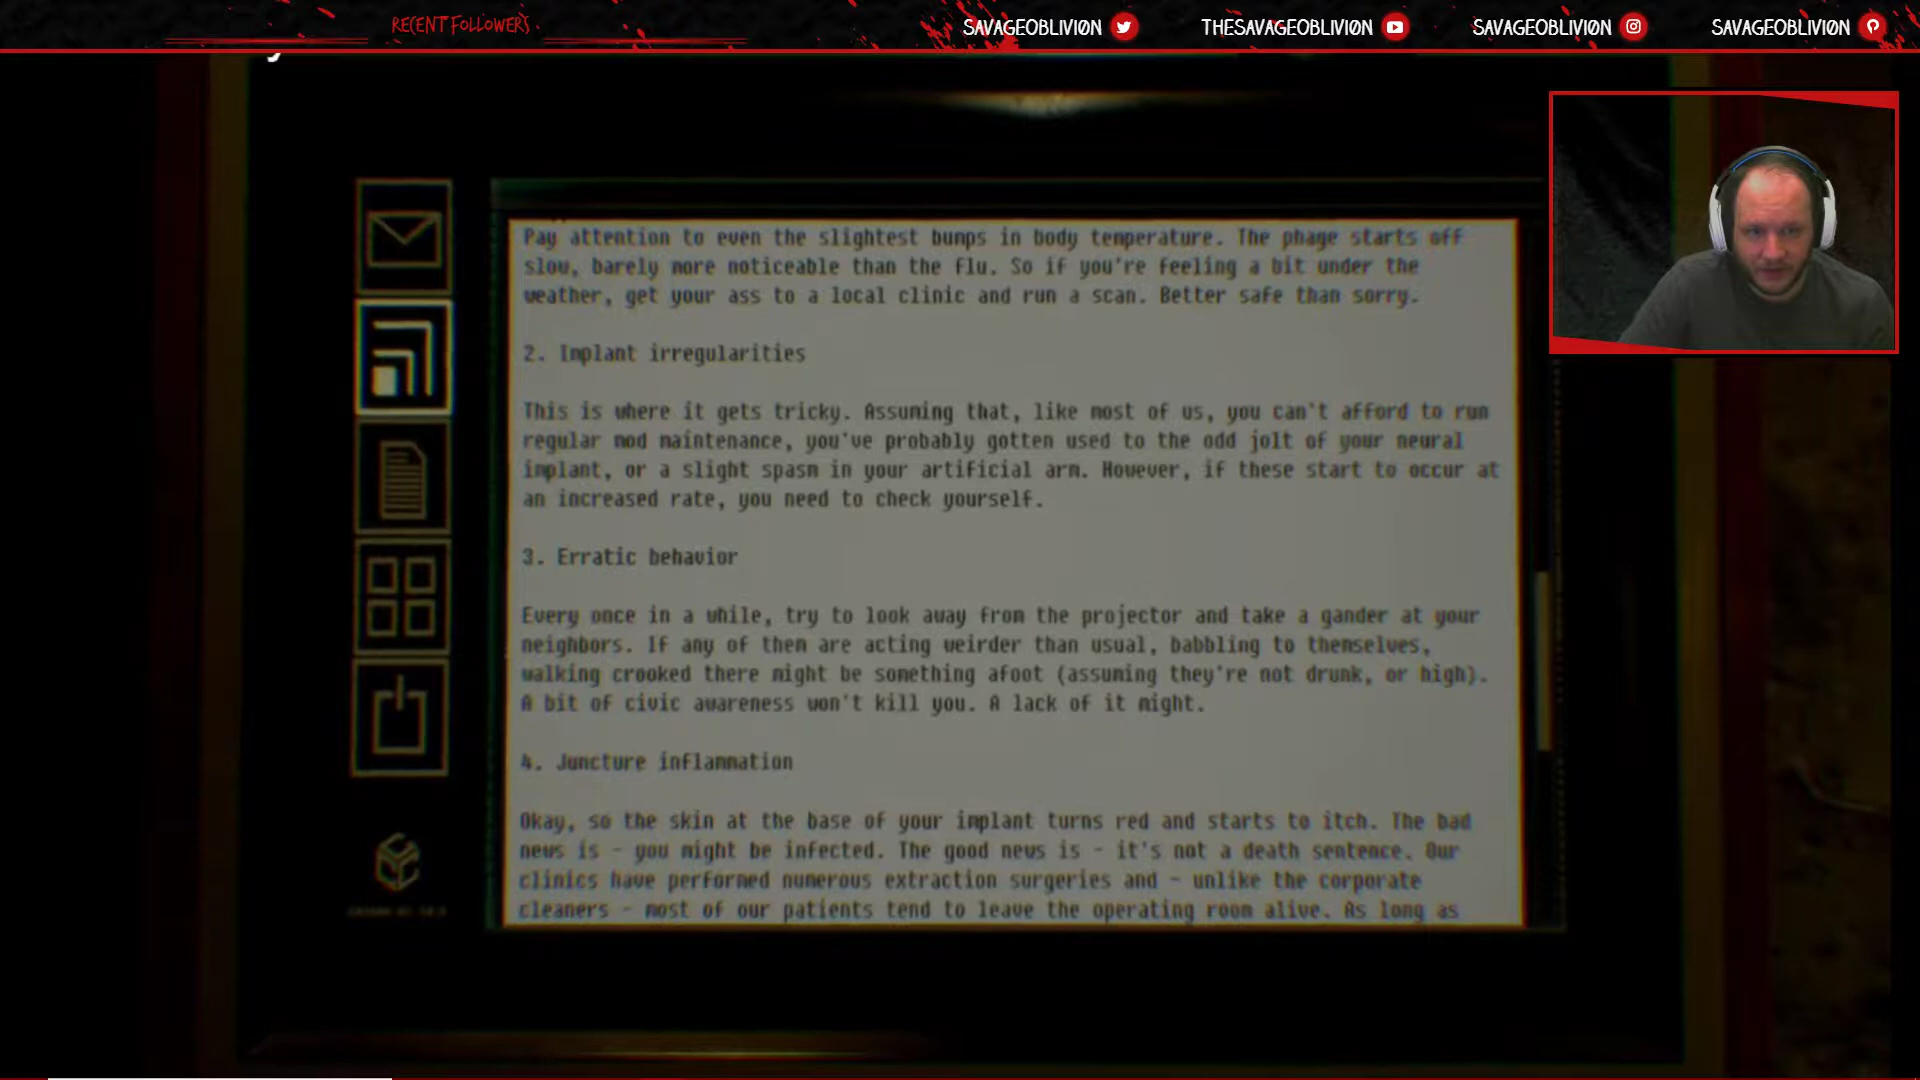 RECENT FOLLOWERS
SAVAGEOBLIVI0N
THESAVAGEOBLIVI0N
SAVAGEOBLIVI0N
SAVAGEOBLIVI0N
Pay attention to even the slightest bumps in body temperature. The phage starts off
slow, barely more noticeable than the flu. So if you're feeling a bit under the
weather, get your ass to a local clinic and run a scan. Better safe than sorry.
2. Implant irregularities
This is where it gets tricky. Assuming that, like most of us, you can't afford to run
regular mod maintenance, you've probably gotten used to the odd jolt of your neural
implant, or a slight spasm in your artificial arm. However, if these start to occur at
an increased rate, you need to check yourself.
3. Erratic behavior
Every once in a while, try to look away from the projector and take a gander at your
neighbors. If any of them are acting weirder than usual, babbling to themselves,
walking crooked there might be something afoot (assuming they're not drunk, or high).
A bit of civic awareness won't kill you. A lack of it might.
4. Juncture inflammation
Okay, so the skin at the base of your implant turns red and starts to itch. The bad
news is - you might be infected. The good news is - it's not a death sentence. Our
clinics have performed numerous extraction surgeries and - unlike the corporate
cleaners - most of our patients tend to leave the operating room alive. As long as